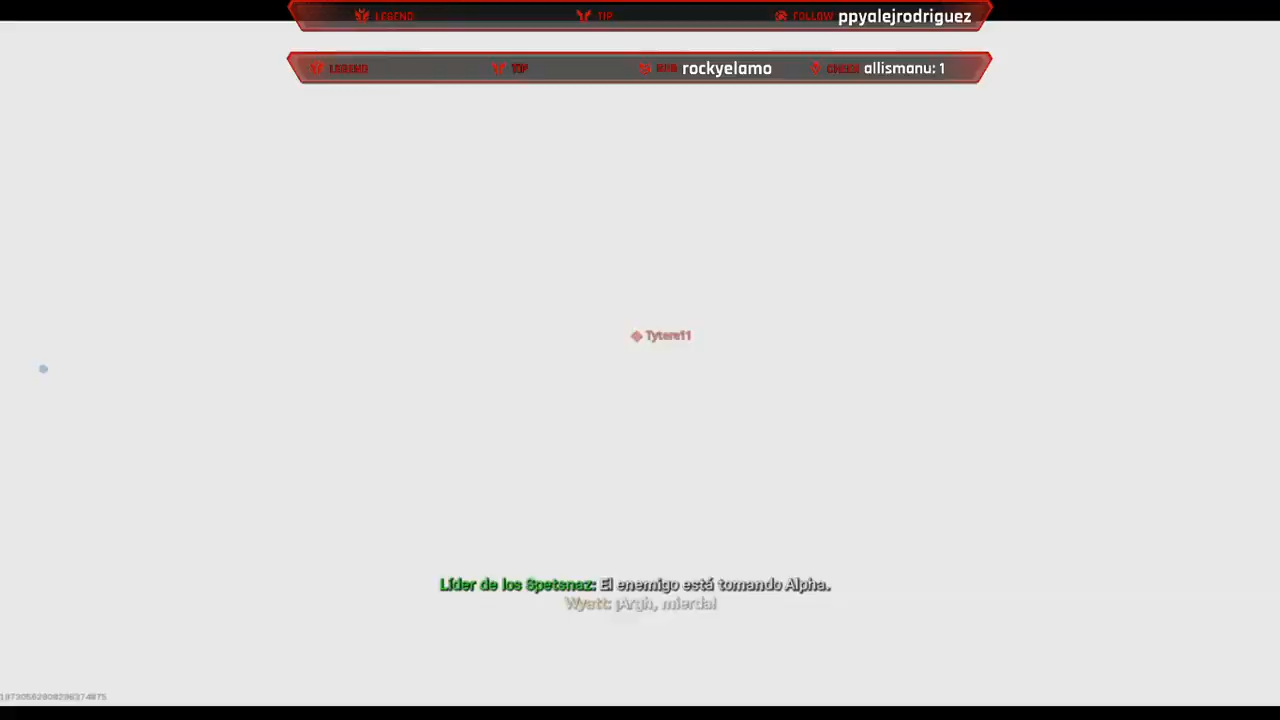 LEGEND TIP FOLLOW ppyalejrodriguez
LEGEND TIP rockyelamo CHEER allismanu: 1
Tytere11
Líder de los Spetsnaz: El enemigo está tomando Alpha.
Wyatt: ¡Argh, mierda!